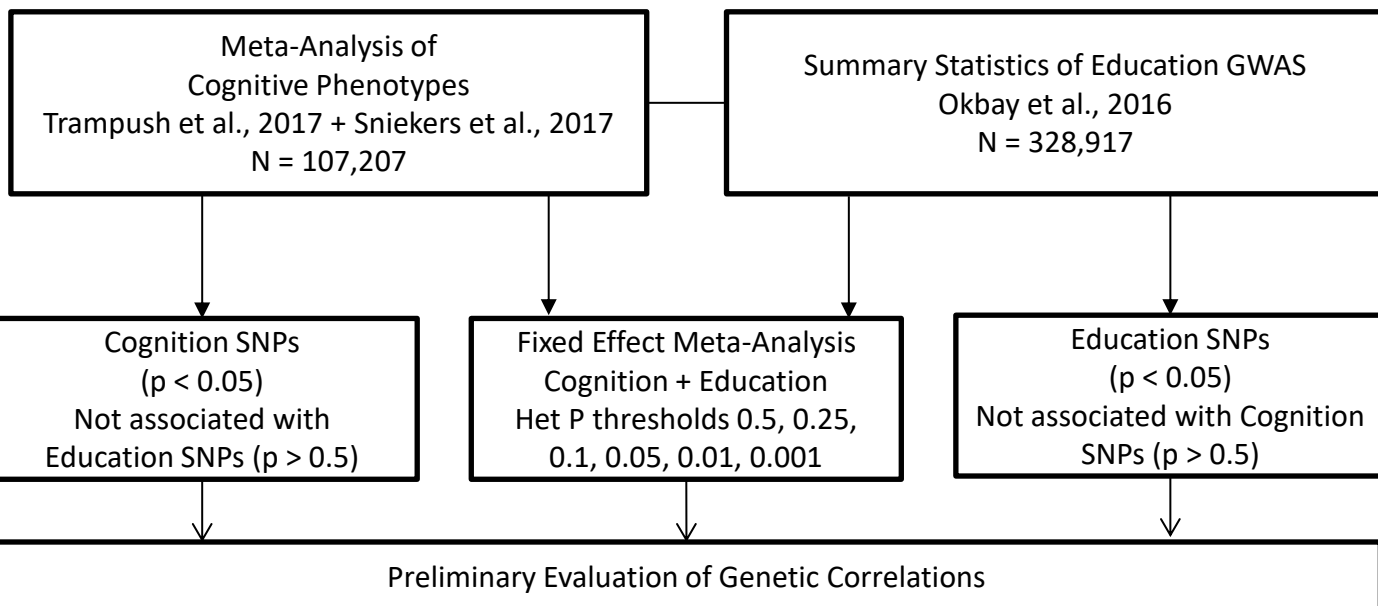 Meta-Analysis of
Cognitive Phenotypes
Trampush et al., 2017 + Sniekers et al., 2017
N = 107,207
Summary Statistics of Education GWAS
Okbay et al., 2016
N = 328,917
Cognition SNPs
(p < 0.05)
Not associated with
Education SNPs (p > 0.5)
Fixed Effect Meta-Analysis
Cognition + Education
Het P thresholds 0.5, 0.25,
0.1, 0.05, 0.01, 0.001
Education SNPs
(p < 0.05)
Not associated with Cognition
SNPs (p > 0.5)
Preliminary Evaluation of Genetic Correlations